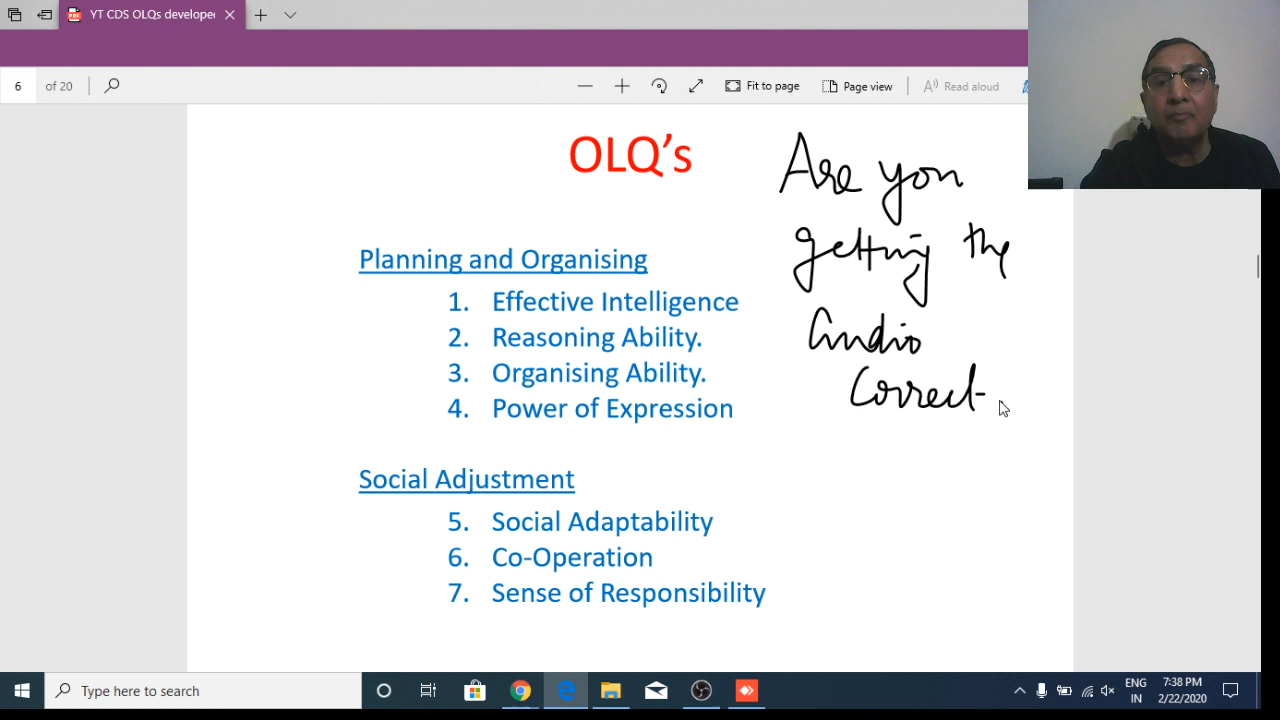 YT CDS OLQs developed
6 of 20
Fit to page
Page view
Read aloud
OLQ's
Are you
getting the
audio
Correct
Planning and Organising
1. Effective Intelligence
2. Reasoning Ability.
3. Organising Ability.
4. Power of Expression
Social Adjustment
5. Social Adaptability
6. Co-Operation
7. Sense of Responsibility
Type here to search
ENG
IN
7:38 PM
2/22/2020